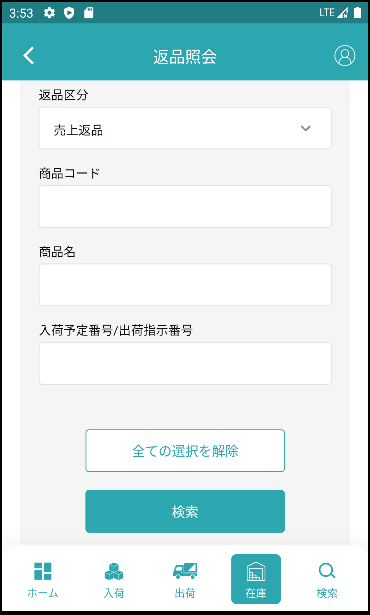 3:53
LTE
返品照会
返品区分
売上返品
商品コード
商品名
入荷予定番号/出荷指示番号
全ての選択を解除
検索
ホーム
入荷
出荷
在庫
検索